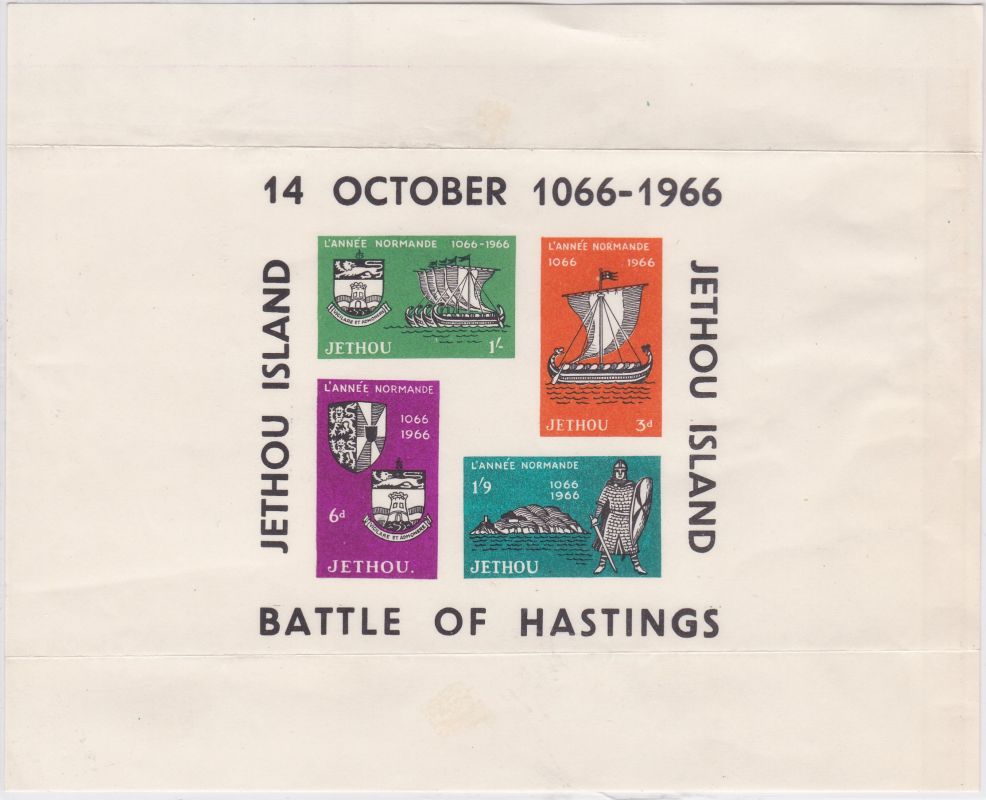 14 OCTOBER 1066-1966
JETHOU ISLAND
L'ANNÉE NORMANDE 1066-1966
JETHOU 1/-
L'ANNÉE NORMANDE
1066 1966
JETHOU 3d
JETHOU ISLAND
L'ANNÉE NORMANDE
1066
1966
6d
JETHOU.
L'ANNÉE NORMANDE
1/9 1066
1966
JETHOU
BATTLE OF HASTINGS